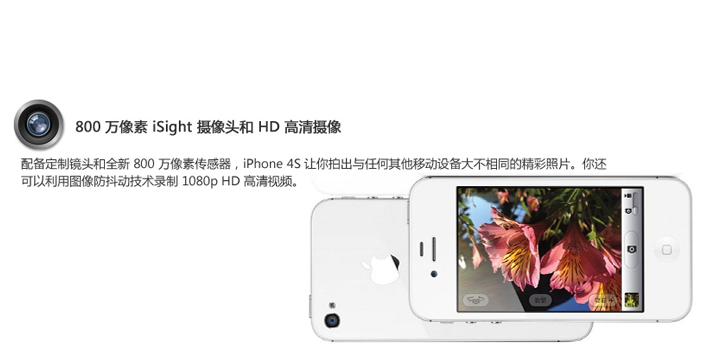 800 万像素 iSight 摄像头和 HD 高清摄像
配备定制镜头和全新 800 万像素传感器，iPhone 4S 让你拍出与任何其他移动设备大不相同的精彩照片。你还
可以利用图像防抖动技术录制 1080p HD 高清视频。